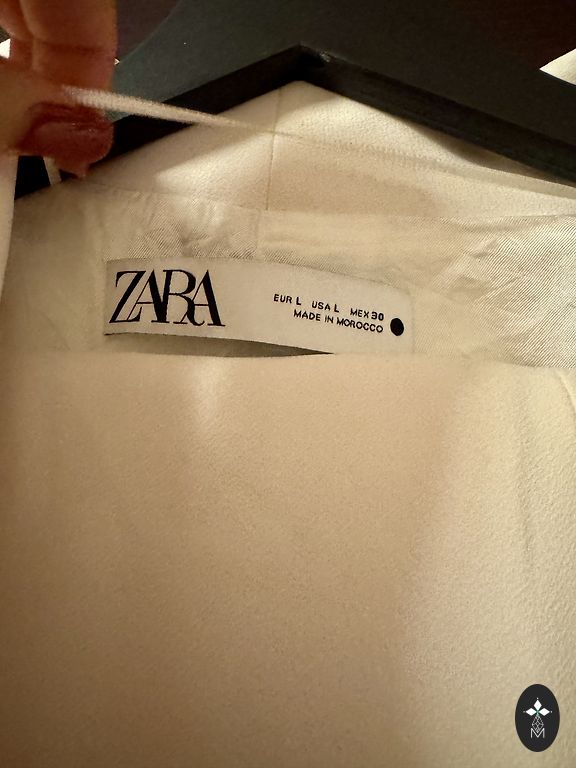 ZARA
EUR L USA L MEX 30
MADE IN MOROCCO
M